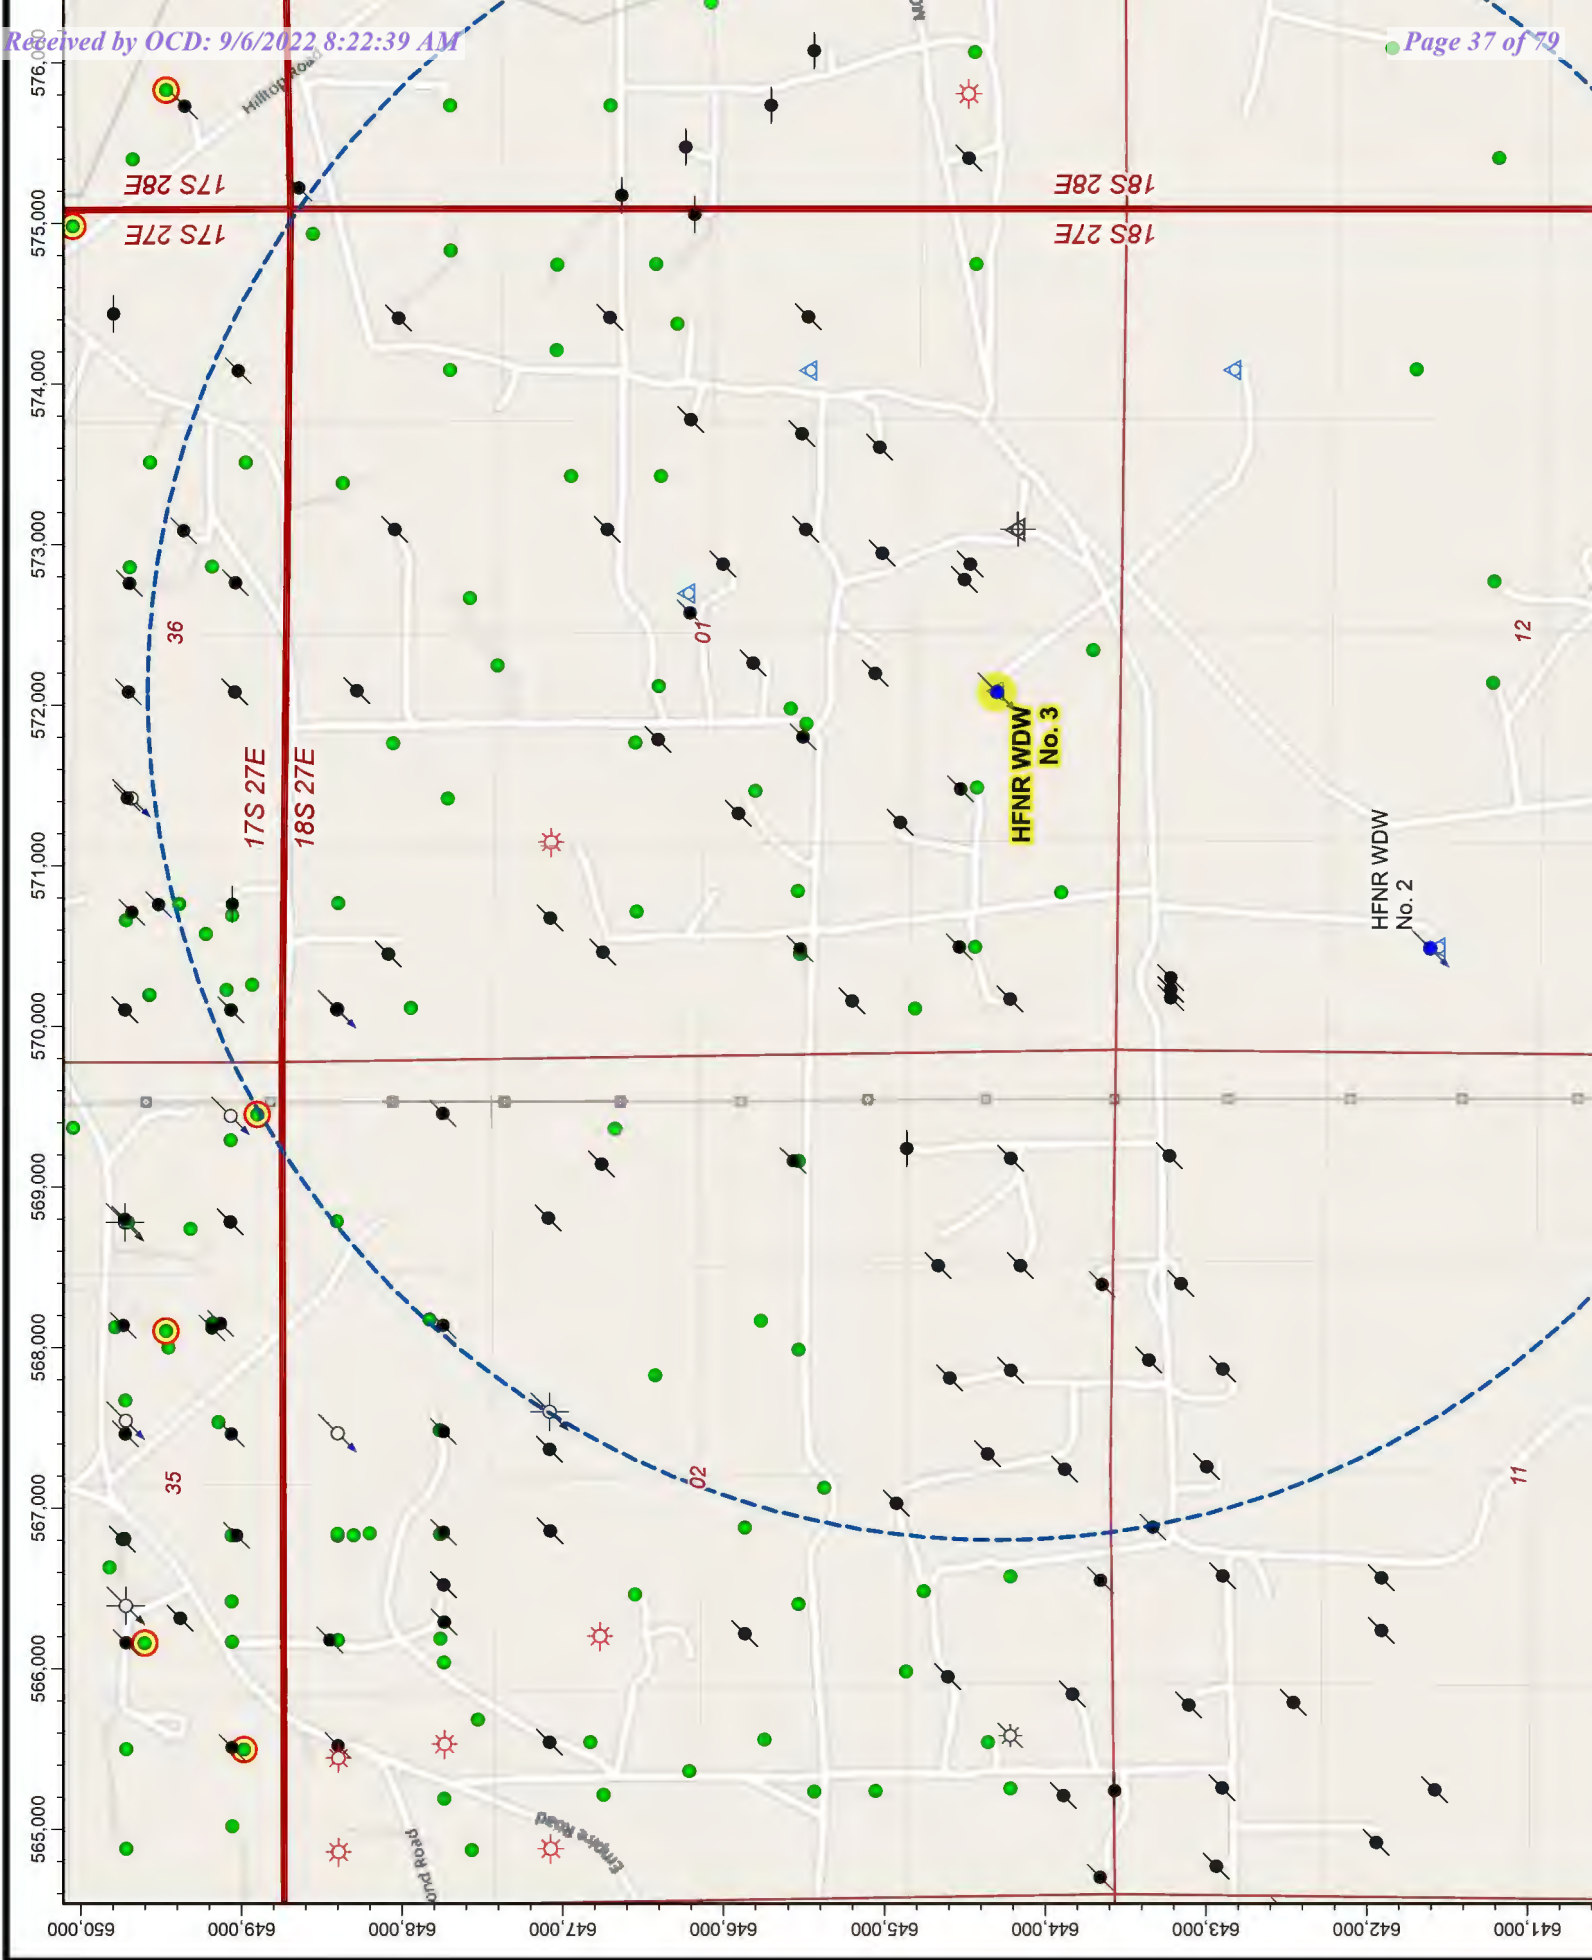 Received by OCD: 9/6/2022 8:22:39 AM
Page 37 of 79
Hilltop Road
17S 28E
17S 27E
18S 28E
18S 27E
36
01
12
17S 27E
18S 27E
HFNR WDW
No. 3
HFNR WDW
No. 2
35
02
11
Empire Road
ond Road
576,000
575,000
574,000
573,000
572,000
571,000
570,000
569,000
568,000
567,000
566,000
565,000
650,000
649,000
648,000
647,000
646,000
645,000
644,000
643,000
642,000
641,000